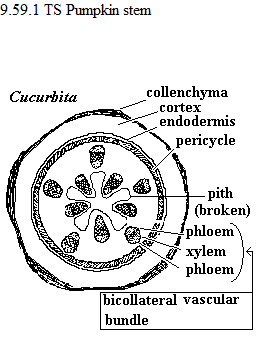 9.59.1 TS Pumpkin stem
collenchyma
Cucurbita
cortex
endodermis
pericycle
pith
(broken)
phloem
xylem
phloem
bicollateral vascular
bundle